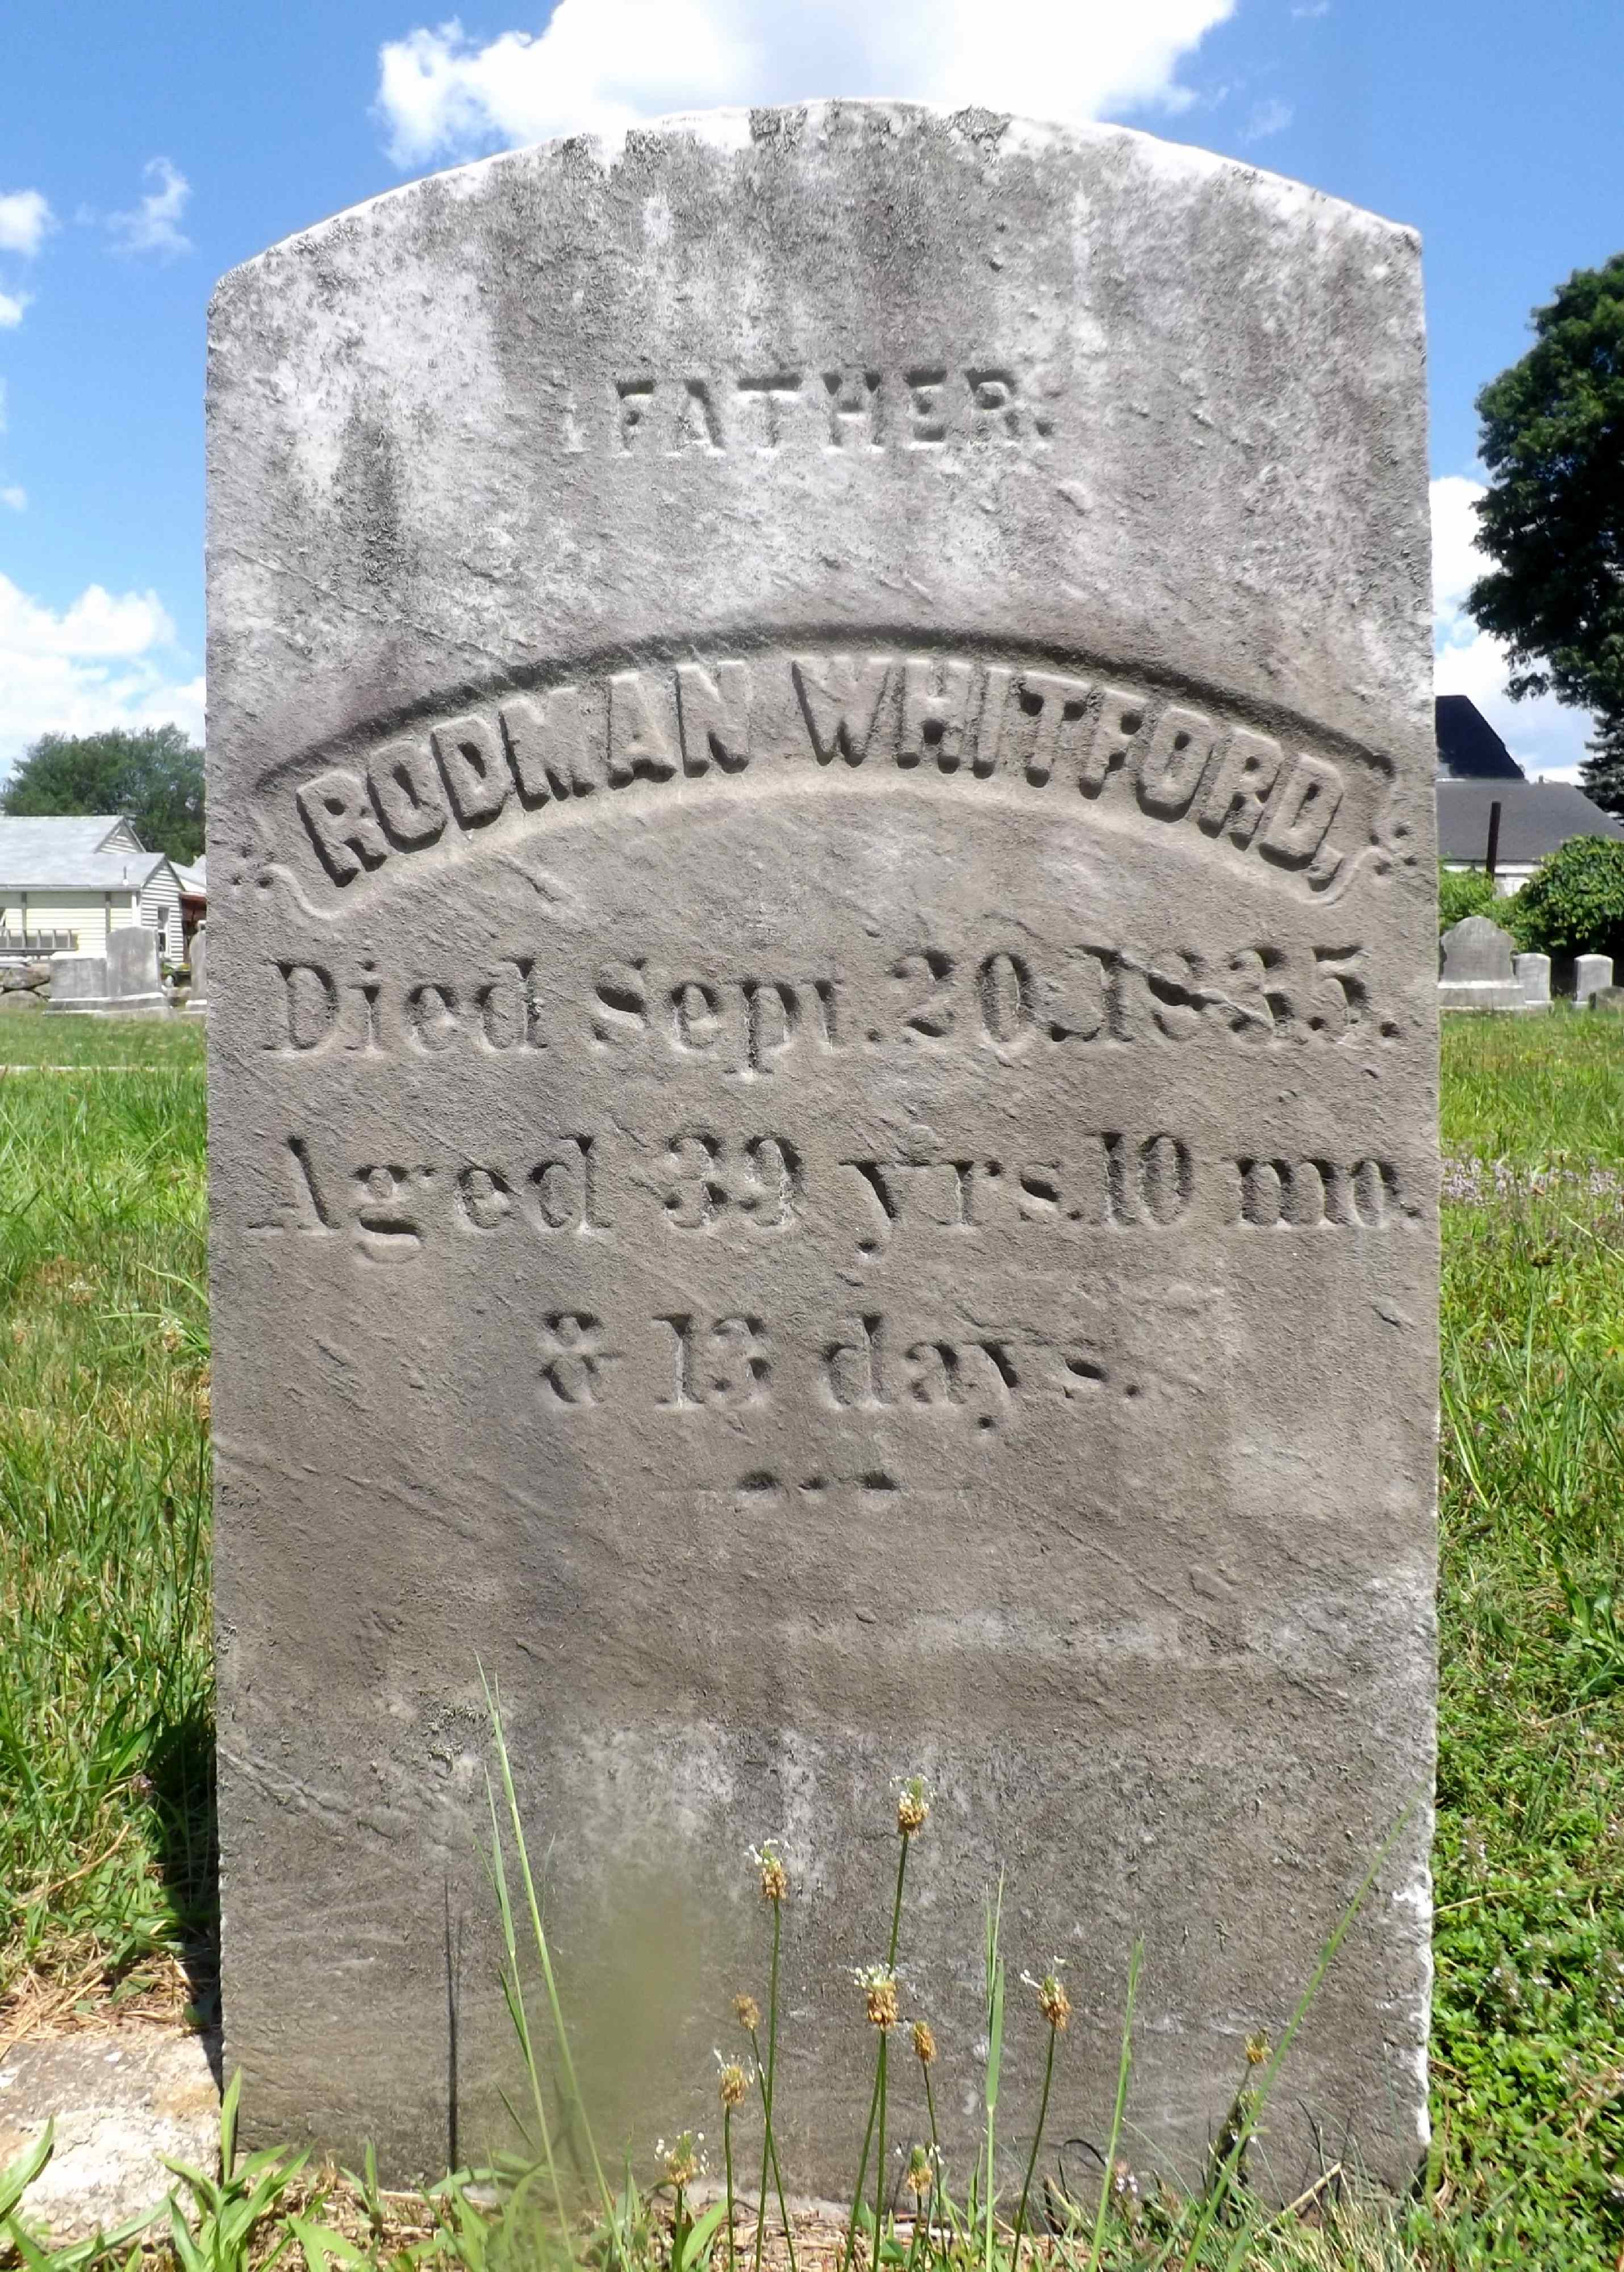 FATHER.
RODMAN WHITFORD,
Died Sept. 20, 1835.
Aged 39 yrs. 10 mo.
& 13 days.